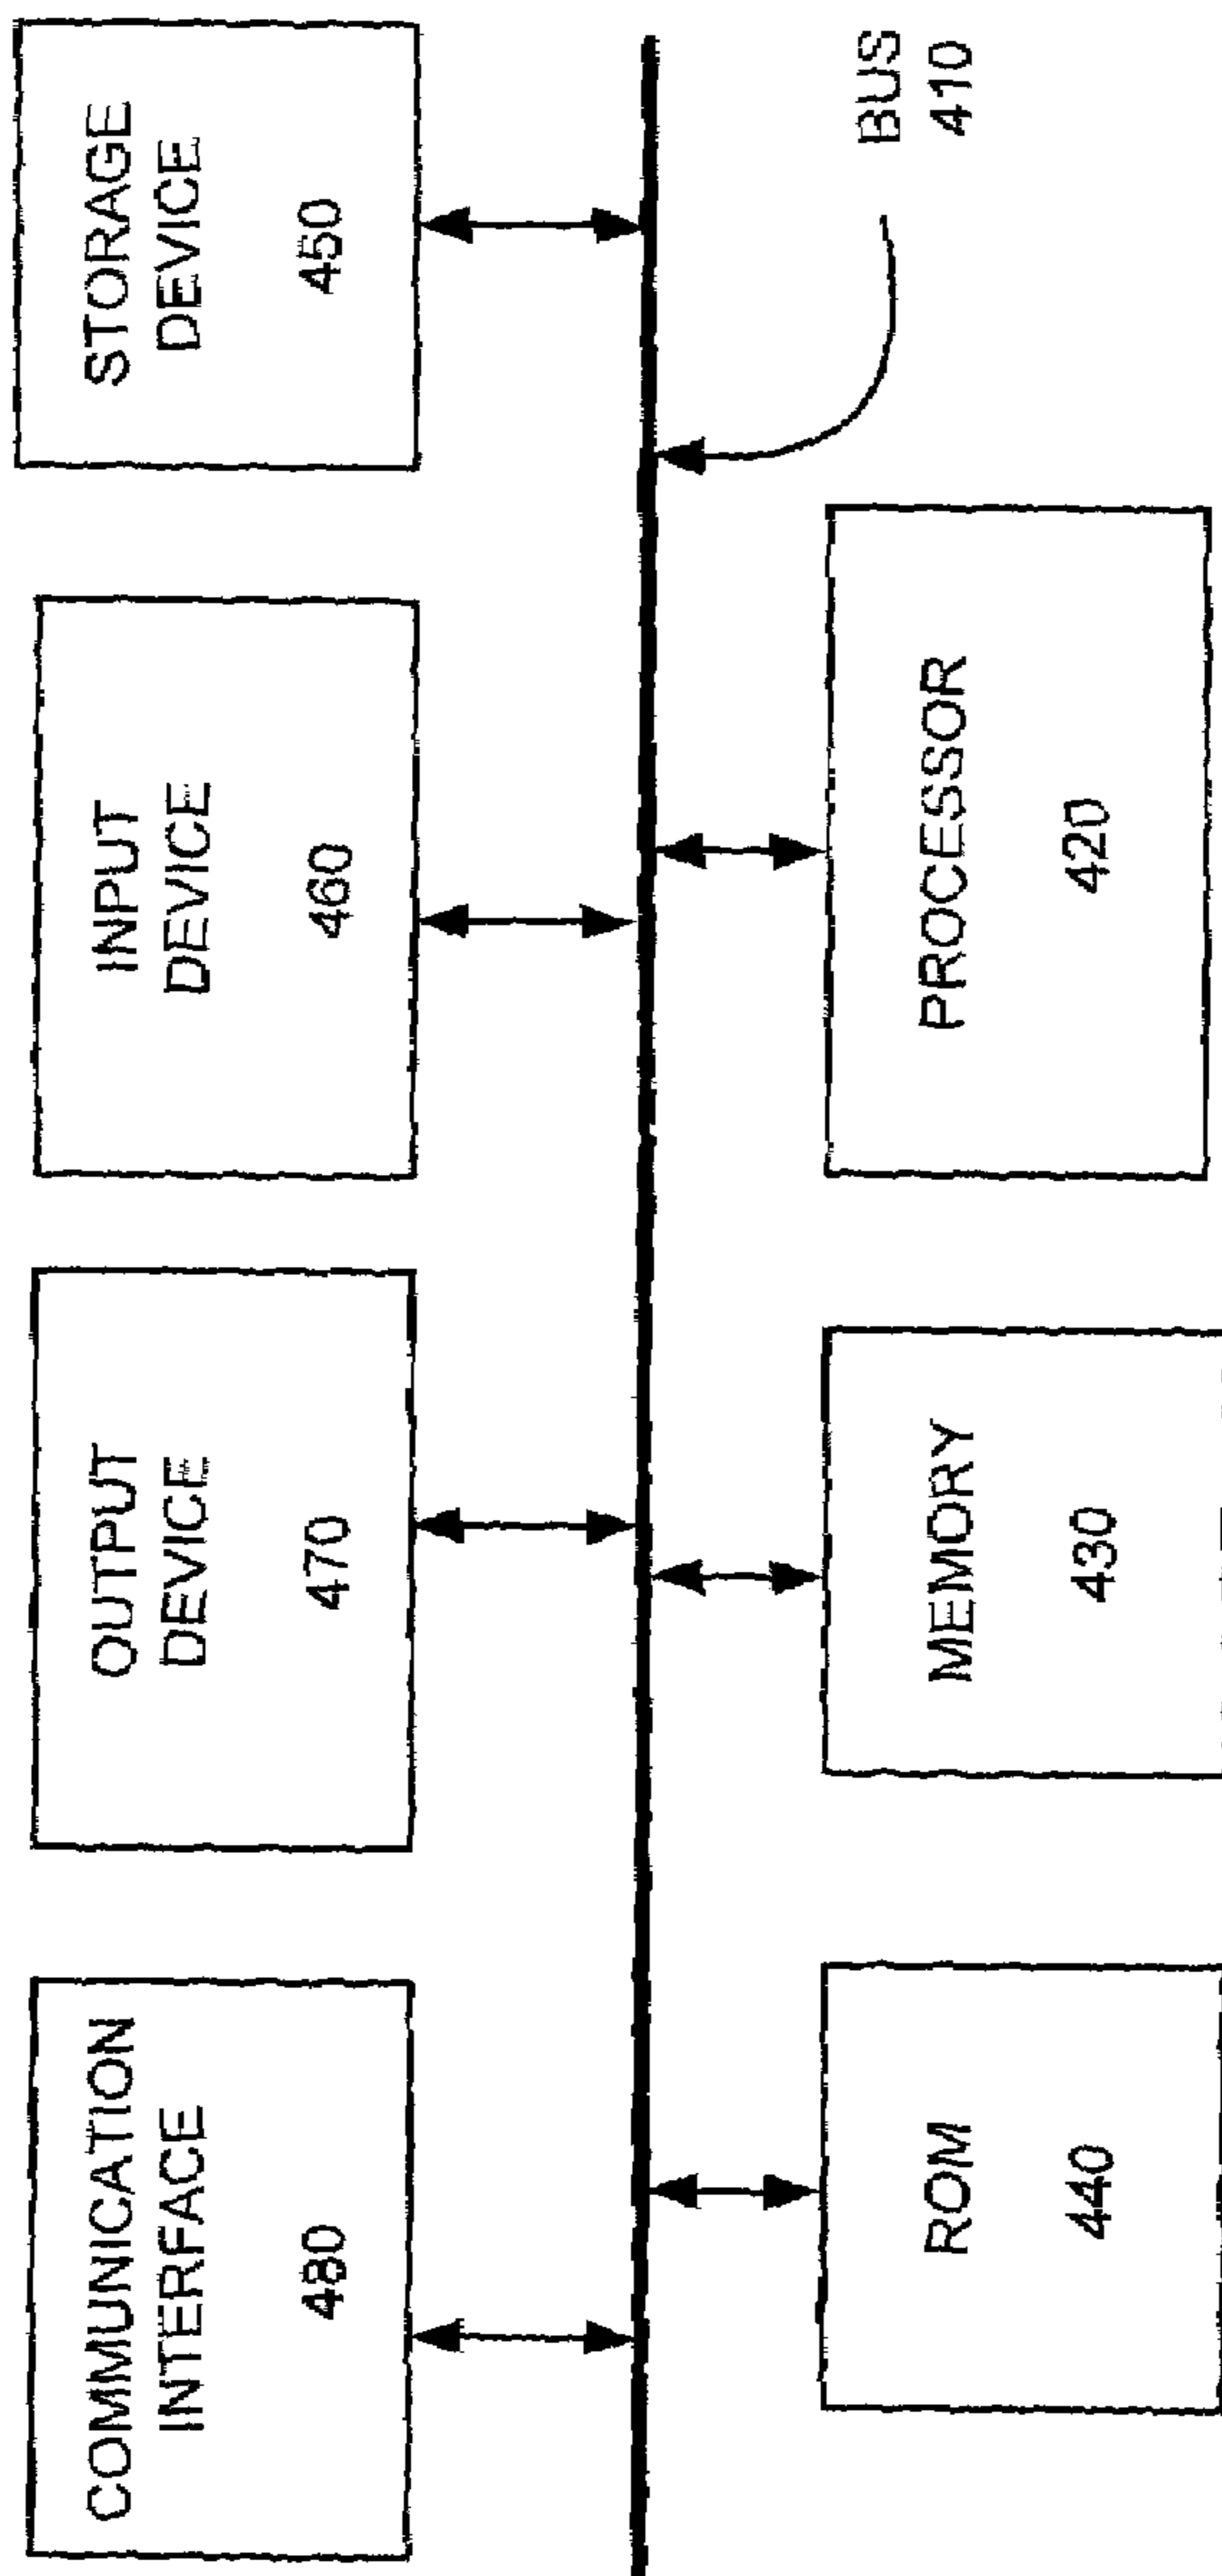 COMMUNICATION
INTERFACE
480
OUTPUT
DEVICE
470
INPUT
DEVICE
460
STORAGE
DEVICE
450
BUS
410
ROM
440
MEMORY
430
PROCESSOR
420